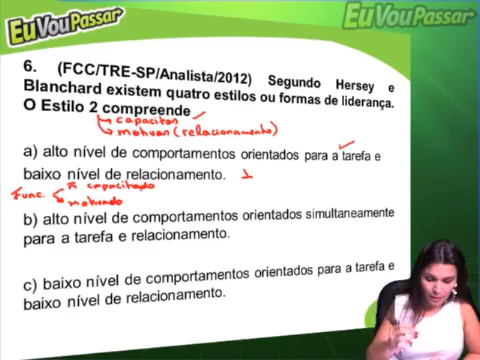 EuVouPassar
EuVouPassar
6. (FCC/TRE-SP/Analista/2012) Segundo Hersey e
Blanchard existem quatro estilos ou formas de liderança.
O Estilo 2 compreende
capacitar
motivar (relacionamento)
a) alto nível de comportamentos orientados para a tarefa e
baixo nível de relacionamento. 1
Func. capacitado
motivado
b) alto nível de comportamentos orientados simultaneamente
para a tarefa e relacionamento.
c) baixo nível de comportamentos orientados para a tarefa e
baixo nível de relacionamento.